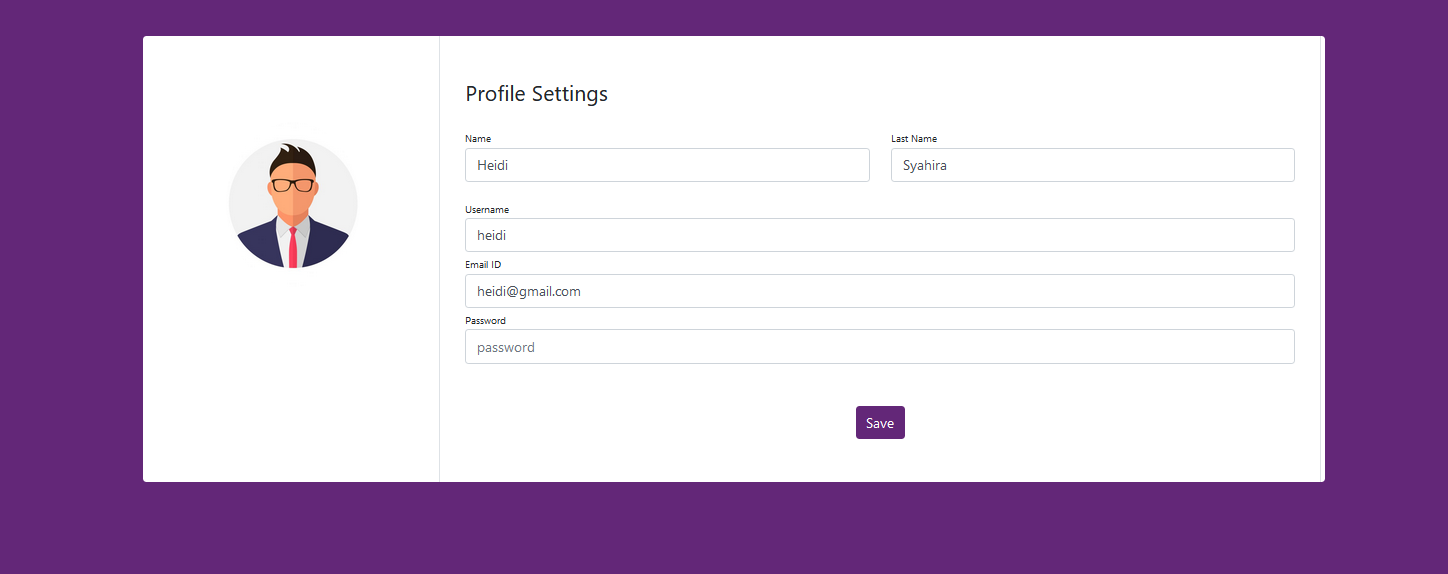 Profile Settings
Name Last Name
Heidi Syahira
Username
heidi
Email ID
heidi@gmail.com
Password
password
Save